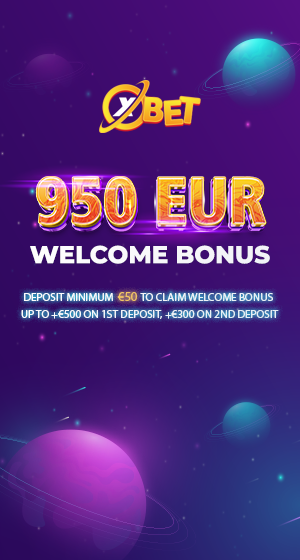 xBET
950 EUR
WELCOME BONUS
DEPOSIT MINIMUM €50 TO CLAIM WELCOME BONUS
UP TO +€500 ON 1ST DEPOSIT, +€300 ON 2ND DEPOSIT